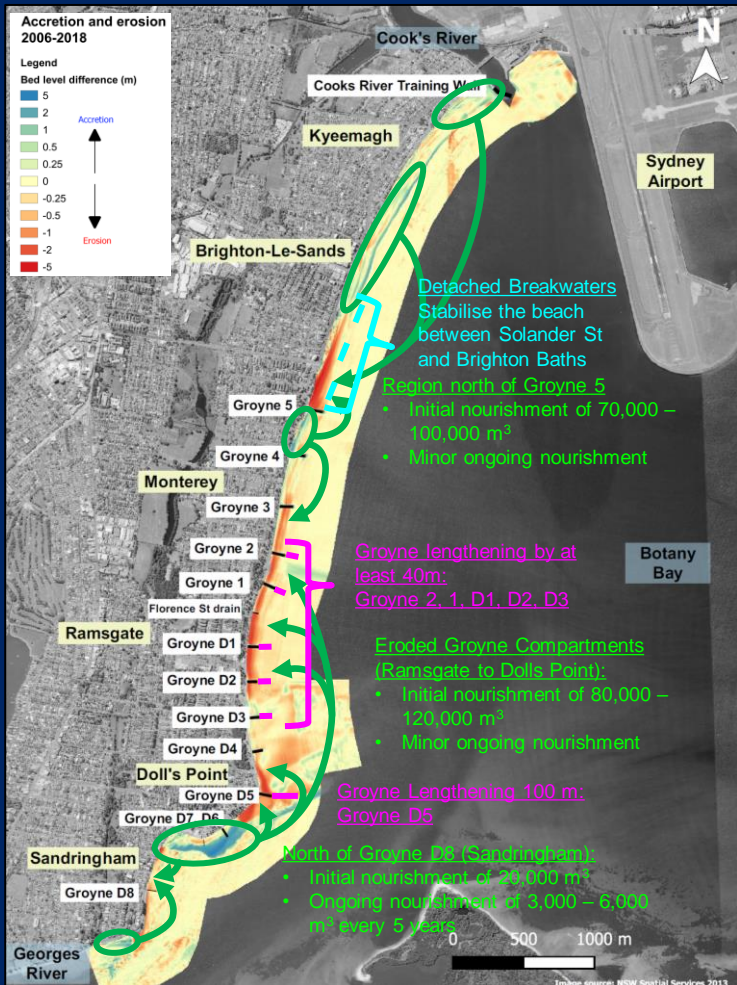 Accretion and erosion
2006-2018
Legend
Bed level difference (m)
5
2
1
0.5
0.25
0
-0.25
-0.5
-1
-2
-5
Accretion
Erosion
N
Cook's River
Cooks River Training Wall
Kyeemagh
Sydney
Airport
Brighton-Le-Sands
Detached Breakwaters
Stabilise the beach
between Solander St
and Brighton Baths
Region north of Groyne 5
• Initial nourishment of 70,000 –
100,000 m³
• Minor ongoing nourishment
Groyne 5
Groyne 4
Monterey
Groyne 3
Groyne 2
Groyne 1
Florence St drain
Ramsgate
Groyne D1
Groyne D2
Groyne D3
Groyne D4
Groyne lengthening by at
least 40m:
Groyne 2, 1, D1, D2, D3
Botany
Bay
Eroded Groyne Compartments
(Ramsgate to Dolls Point):
• Initial nourishment of 80,000 –
120,000 m³
• Minor ongoing nourishment
Doll's Point
Groyne D5
Groyne D7, D6
Groyne Lengthening 100 m:
Groyne D5
Sandringham
Groyne D8
North of Groyne D8 (Sandringham):
• Initial nourishment of 20,000 m³
• Ongoing nourishment of 3,000 – 6,000
m³ every 5 years
Georges
River
0 500 1000 m
Image source: NSW Spatial Services 2013